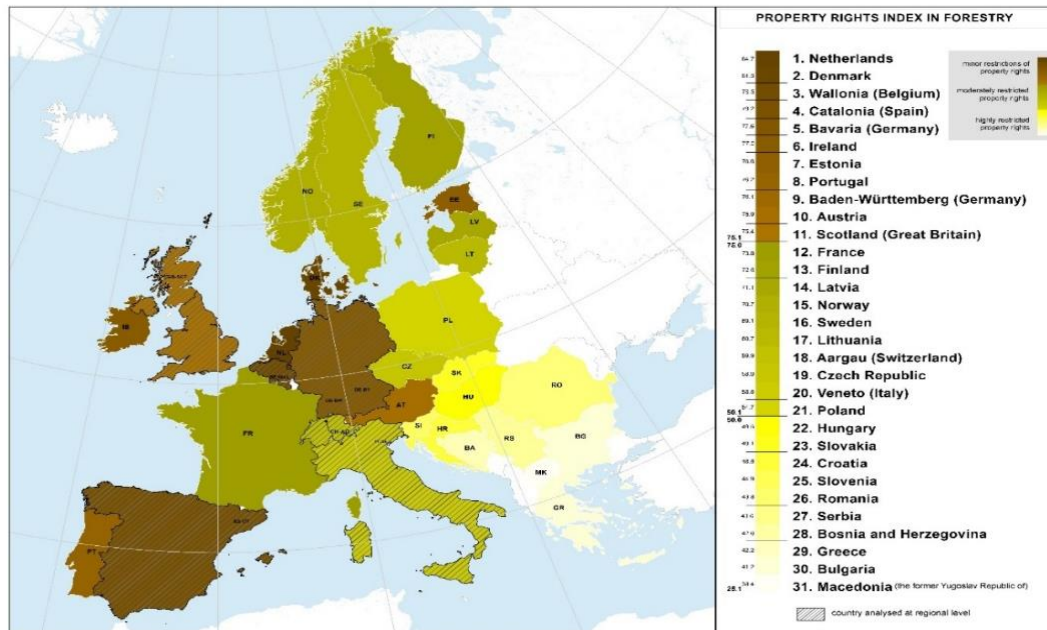 PROPERTY RIGHTS INDEX IN FORESTRY
minor restrictions of
property rights
moderately restricted
property rights
highly restricted
property rights
1. Netherlands
2. Denmark
3. Wallonia (Belgium)
4. Catalonia (Spain)
5. Bavaria (Germany)
6. Ireland
7. Estonia
8. Portugal
9. Baden-Württemberg (Germany)
10. Austria
11. Scotland (Great Britain)
12. France
13. Finland
14. Latvia
15. Norway
16. Sweden
17. Lithuania
18. Aargau (Switzerland)
19. Czech Republic
20. Veneto (Italy)
21. Poland
22. Hungary
23. Slovakia
24. Croatia
25. Slovenia
26. Romania
27. Serbia
28. Bosnia and Herzegovina
29. Greece
30. Bulgaria
31. Macedonia (the former Yugoslav Republic of)
country analysed at regional level
75.1
75.0
50.1
50.0
25.1
FI
NO
SE
EE
LV
LT
DK
IE
NL
PL
CZ
SK
AT
HU
RO
FR
SI
HR
BA
RS
BG
MK
GR
PT